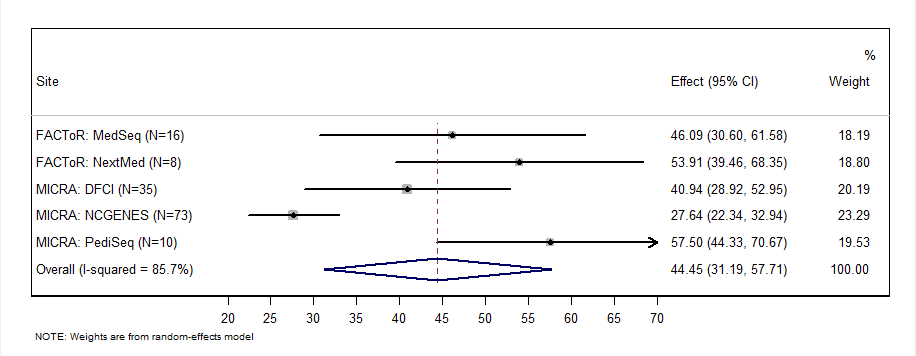 %
Site Effect (95% CI) Weight
FACToR: MedSeq (N=16) 46.09 (30.60, 61.58) 18.19
FACToR: NextMed (N=8) 53.91 (39.46, 68.35) 18.80
MICRA: DFCI (N=35) 40.94 (28.92, 52.95) 20.19
MICRA: NCGENES (N=73) 27.64 (22.34, 32.94) 23.29
MICRA: PediSeq (N=10) 57.50 (44.33, 70.67) 19.53
Overall (I-squared = 85.7%) 44.45 (31.19, 57.71) 100.00
20 25 30 35 40 45 50 55 60 65 70
NOTE: Weights are from random-effects model